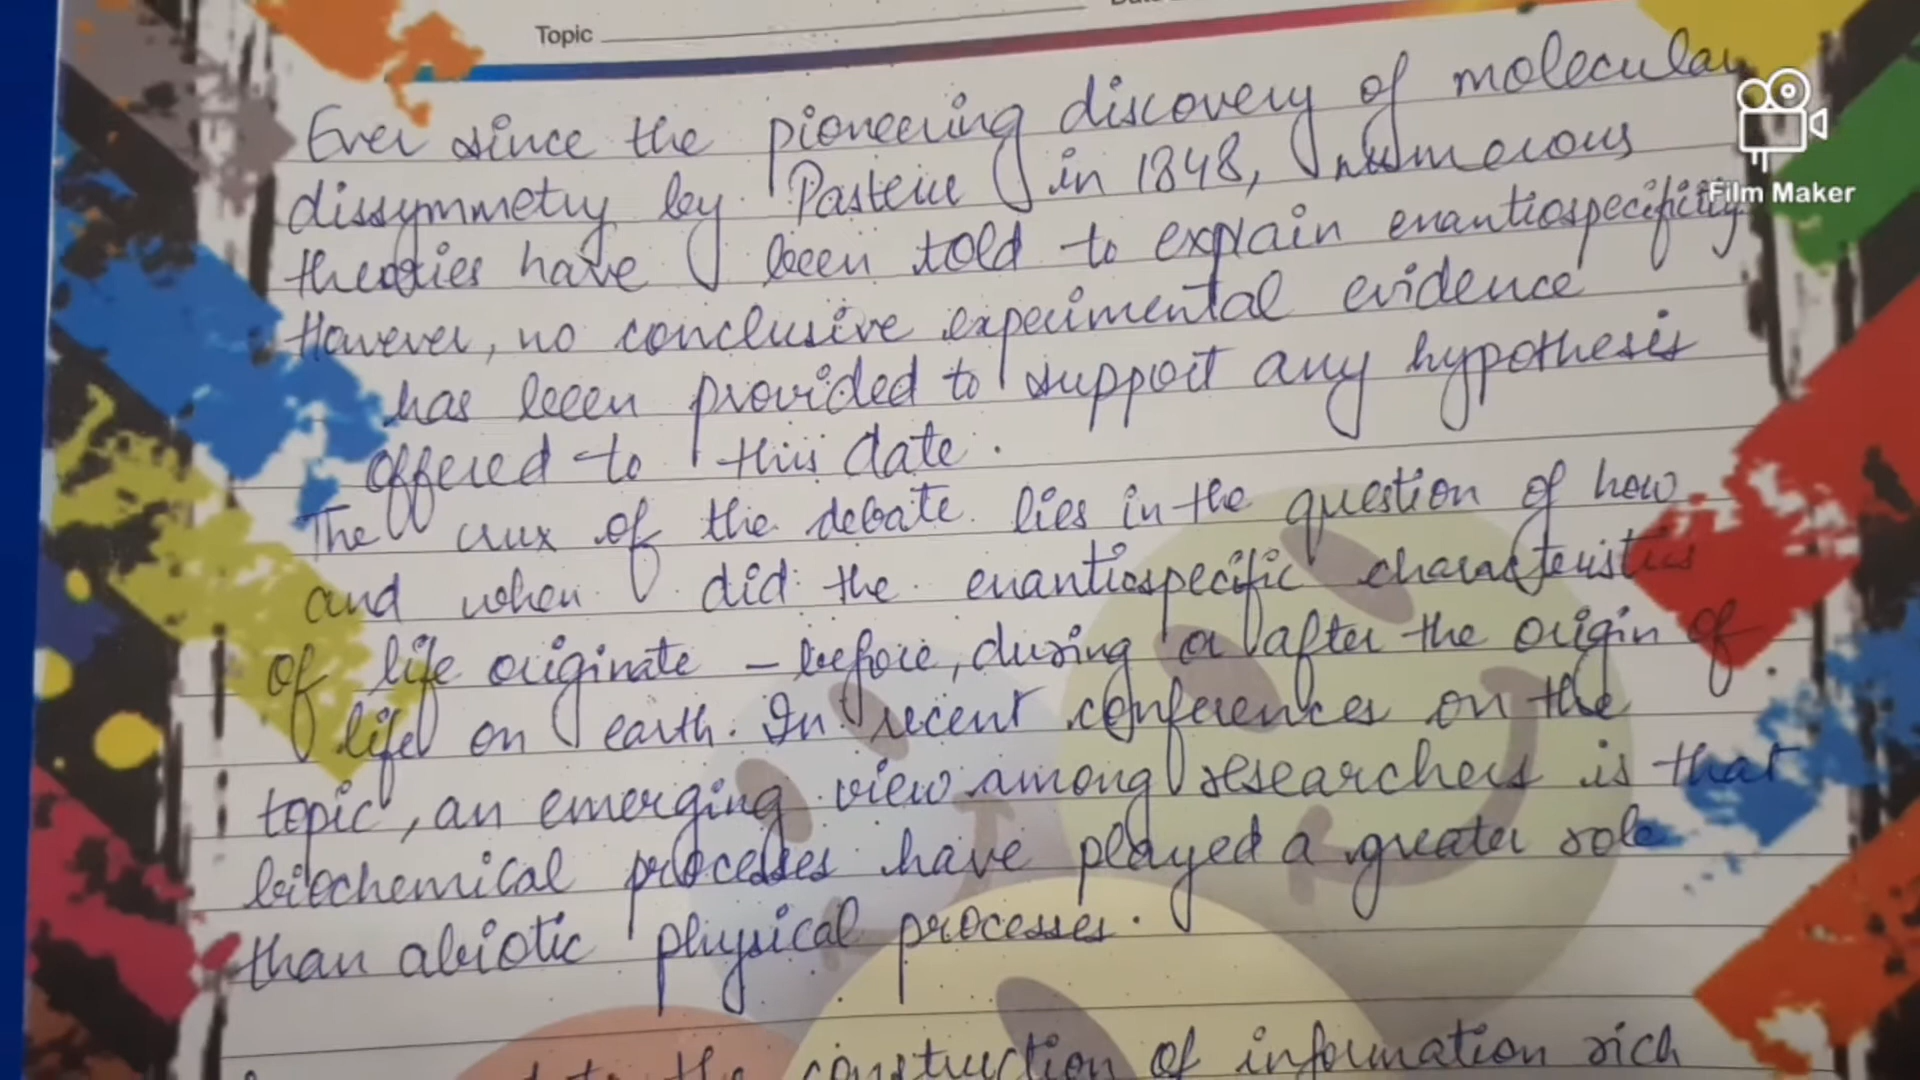 Topic
Ever since the pioneering discovery of molecular
dissymmetry by Pasteur in 1848, numerous
theories have been told to explain enantiospecificity
However, no conclusive experimental evidence
has been provided to support any hypothesis
offered to this date.
The crux of the debate lies in the question of how
and when did the enantiospecific characteristics
of life originate - before, during or after the origin of
life on earth. In recent conferences on the
topic, an emerging view among researchers is that
biochemical processes have played a greater role
than abiotic physical processes.
the construction of information rich
Film Maker